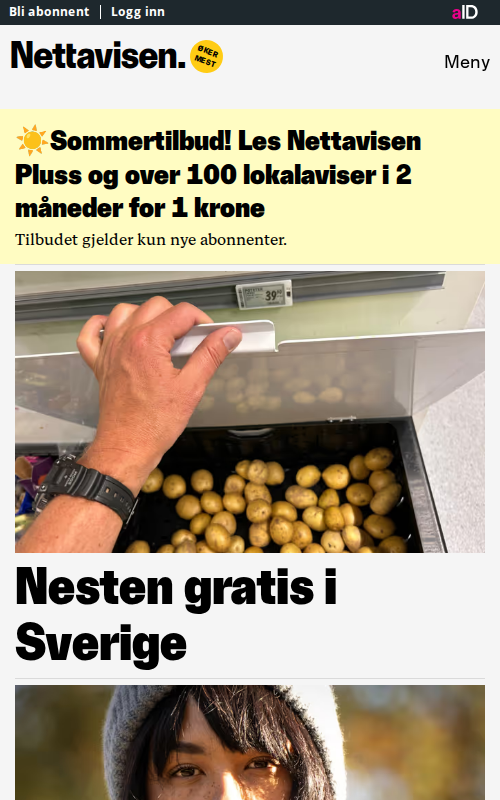 Bli abonnent
Logg inn
aID
Nettavisen.
ØKER
MEST
Meny
Sommertilbud! Les Nettavisen
Pluss og over 100 lokalaviser i 2
måneder for 1 krone
Tilbudet gjelder kun nye abonnenter.
39
Nesten gratis i
Sverige